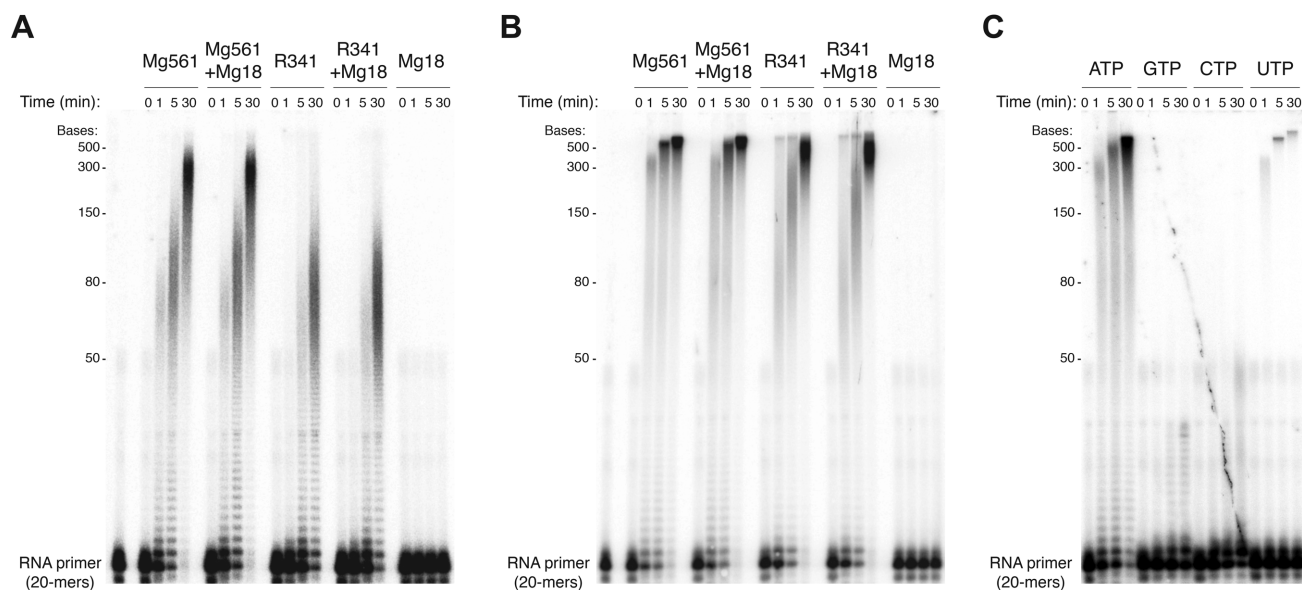 A
Mg561 Mg561 +Mg18 R341 R341 +Mg18 Mg18
Time (min): 0 1 5 30 0 1 5 30 0 1 5 30 0 1 5 30 0 1 5 30
Bases:
500 -
300 -
150 -
80 -
50 -
RNA primer
(20-mers)
B
Mg561 Mg561 +Mg18 R341 R341 +Mg18 Mg18
Time (min): 0 1 5 30 0 1 5 30 0 1 5 30 0 1 5 30 0 1 5 30
Bases:
500 -
300 -
150 -
80 -
50 -
RNA primer
(20-mers)
C
ATP GTP CTP UTP
Time (min): 0 1 5 30 0 1 5 30 0 1 5 30 0 1 5 30
Bases:
500 -
300 -
150 -
80 -
50 -
RNA primer
(20-mers)